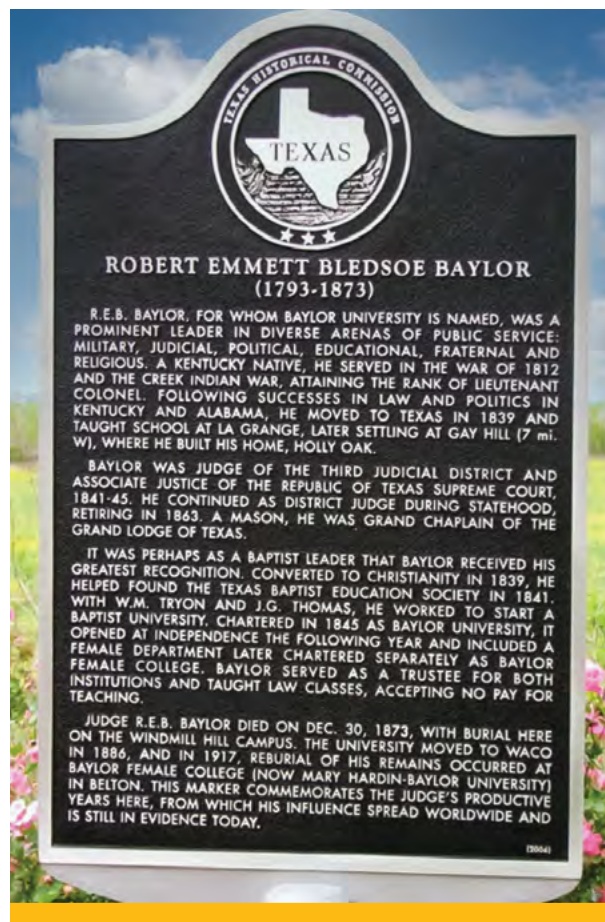 TEXAS HISTORICAL COMMISSION
TEXAS
ROBERT EMMETT BLEDSOE BAYLOR
(1793-1873)
R.E.B. BAYLOR, FOR WHOM BAYLOR UNIVERSITY IS NAMED, WAS A
PROMINENT LEADER IN DIVERSE ARENAS OF PUBLIC SERVICE:
MILITARY, JUDICIAL, POLITICAL, EDUCATIONAL, FRATERNAL AND
RELIGIOUS. A KENTUCKY NATIVE, HE SERVED IN THE WAR OF 1812
AND THE CREEK INDIAN WAR, ATTAINING THE RANK OF LIEUTENANT
COLONEL. FOLLOWING SUCCESSES IN LAW AND POLITICS IN
KENTUCKY AND ALABAMA, HE MOVED TO TEXAS IN 1839 AND
TAUGHT SCHOOL AT LA GRANGE, LATER SETTLING AT GAY HILL (7 mi.
W), WHERE HE BUILT HIS HOME, HOLLY OAK.
BAYLOR WAS JUDGE OF THE THIRD JUDICIAL DISTRICT AND
ASSOCIATE JUSTICE OF THE REPUBLIC OF TEXAS SUPREME COURT,
1841-45. HE CONTINUED AS DISTRICT JUDGE DURING STATEHOOD,
RETIRING IN 1863. A MASON, HE WAS GRAND CHAPLAIN OF THE
GRAND LODGE OF TEXAS.
IT WAS PERHAPS AS A BAPTIST LEADER THAT BAYLOR RECEIVED HIS
GREATEST RECOGNITION. CONVERTED TO CHRISTIANITY IN 1839, HE
HELPED FOUND THE TEXAS BAPTIST EDUCATION SOCIETY IN 1841.
WITH W.M. TRYON AND J.G. THOMAS, HE WORKED TO START A
BAPTIST UNIVERSITY. CHARTERED IN 1845 AS BAYLOR UNIVERSITY, IT
OPENED AT INDEPENDENCE THE FOLLOWING YEAR AND INCLUDED A
FEMALE DEPARTMENT LATER CHARTERED SEPARATELY AS BAYLOR
FEMALE COLLEGE. BAYLOR SERVED AS A TRUSTEE FOR BOTH
INSTITUTIONS AND TAUGHT LAW CLASSES, ACCEPTING NO PAY FOR
TEACHING.
JUDGE R.E.B. BAYLOR DIED ON DEC. 30, 1873, WITH BURIAL HERE
ON THE WINDMILL HILL CAMPUS. THE UNIVERSITY MOVED TO WACO
IN 1886, AND IN 1917, REBURIAL OF HIS REMAINS OCCURRED AT
BAYLOR FEMALE COLLEGE (NOW MARY HARDIN-BAYLOR UNIVERSITY)
IN BELTON. THIS MARKER COMMEMORATES THE JUDGE'S PRODUCTIVE
YEARS HERE, FROM WHICH HIS INFLUENCE SPREAD WORLDWIDE AND
IS STILL IN EVIDENCE TODAY.
(2004)